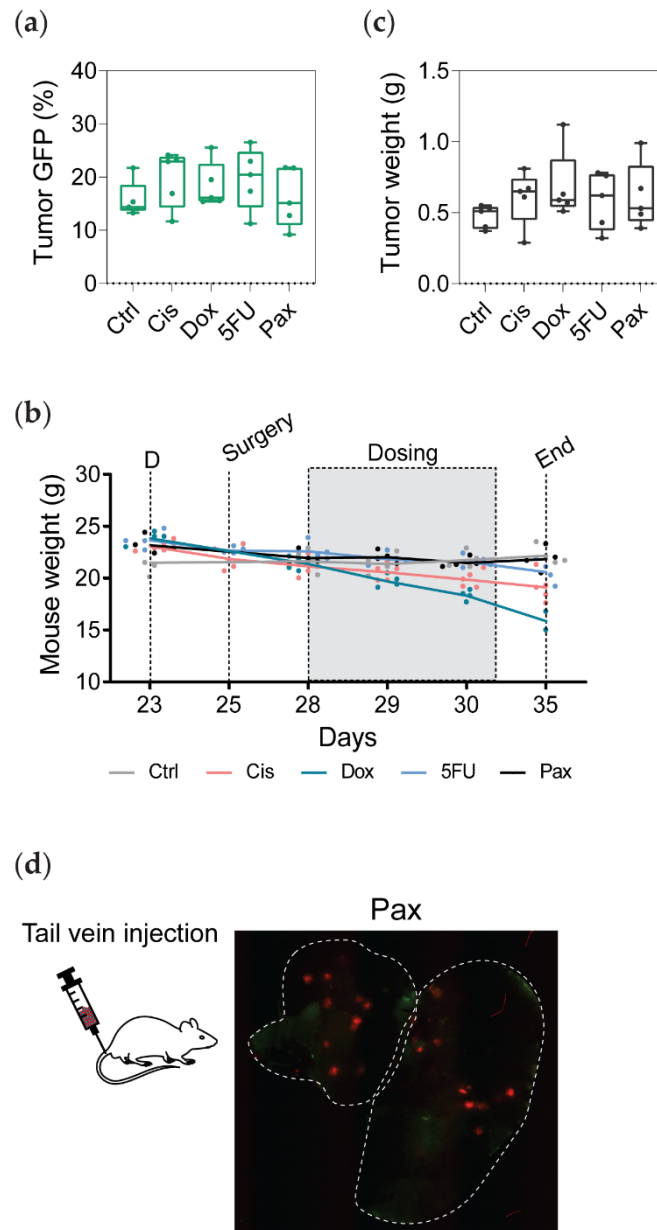 (a)
Tumor GFP (%)
40
30
20
10
0
Ctrl Cis Dox 5FU Pax
(c)
Tumor weight (g)
1.5
1.0
0.5
0.0
Ctrl Cis Dox 5FU Pax
(b)
D Surgery Dosing End
Mouse weight (g)
30
25
20
15
10
23 25 28 29 30 35
Days
Ctrl Cis Dox 5FU Pax
(d)
Tail vein injection
Pax